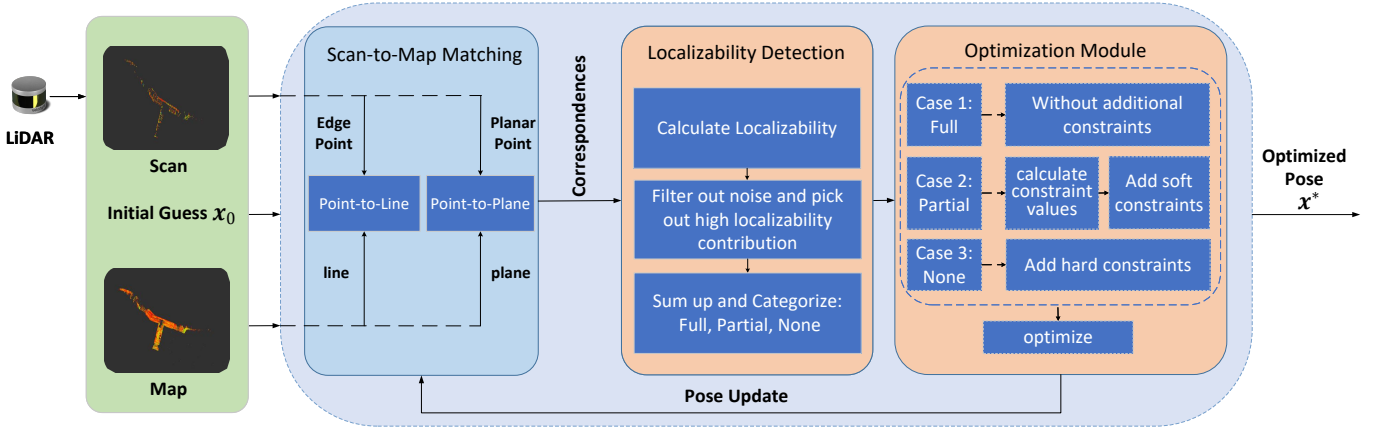 LiDAR
Scan
Initial Guess x₀
Map
Scan-to-Map Matching
Edge
Point
Planar
Point
Point-to-Line
Point-to-Plane
line
plane
Correspondences
Localizability Detection
Calculate Localizability
Filter out noise and pick
out high localizability
contribution
Sum up and Categorize:
Full, Partial, None
Optimization Module
Case 1:
Full
Without additional
constraints
Case 2:
Partial
calculate
constraint
values
Add soft
constraints
Case 3:
None
Add hard constraints
optimize
Pose Update
Optimized
Pose
x*